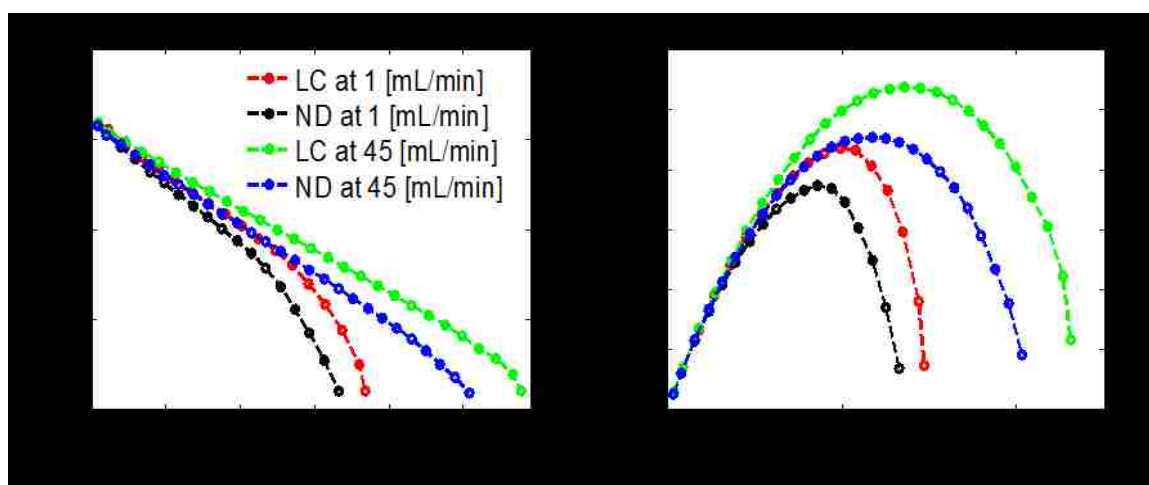 LC at 1 [mL/min]
ND at 1 [mL/min]
LC at 45 [mL/min]
ND at 45 [mL/min]